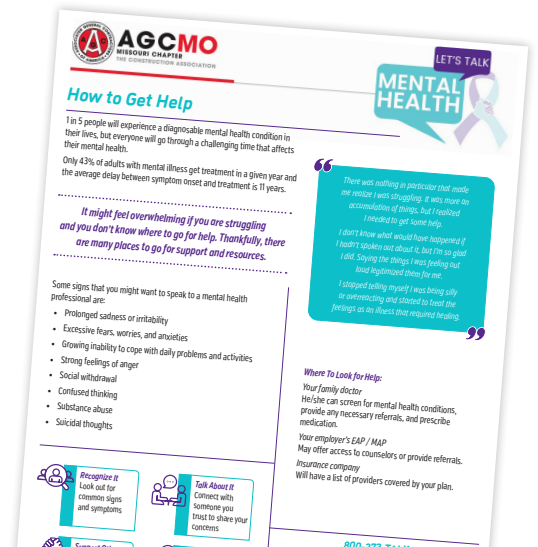 AGCMO
MISSOURI CHAPTER
THE CONSTRUCTION ASSOCIATION
LET'S TALK
MENTAL
HEALTH
How to Get Help
1 in 5 people will experience a diagnosable mental health condition in
their lives, but everyone will go through a challenging time that affects
their mental health.
Only 43% of adults with mental illness get treatment in a given year and
the average delay between symptom onset and treatment is 11 years.
It might feel overwhelming if you are struggling
and you don't know where to go for help. Thankfully, there
are many places to go for support and resources.
Some signs that you might want to speak to a mental health
professional are:
• Prolonged sadness or irritability
• Excessive fears, worries, and anxieties
• Growing inability to cope with daily problems and activities
• Strong feelings of anger
• Social withdrawal
• Confused thinking
• Substance abuse
• Suicidal thoughts
“
There was nothing in particular that made
me realize I was struggling. It was more an
accumulation of things, but I realized
I needed to get some help.
I don't know what would have happened if
I hadn't spoken out about it, but I'm so glad
I did. Saying the things I was feeling out
loud legitimized them for me.
I stopped telling myself I was being silly
or overreacting and started to treat the
feelings as an illness that required healing.
”
Where To Look for Help:
Your family doctor
He/she can screen for mental health conditions,
provide any necessary referrals, and prescribe
medication.
Your employer's EAP / MAP
May offer access to counselors or provide referrals.
Insurance company
Will have a list of providers covered by your plan.
Recognize It
Look out for
common signs
and symptoms
Talk About It
Connect with
someone you
trust to share your
concerns